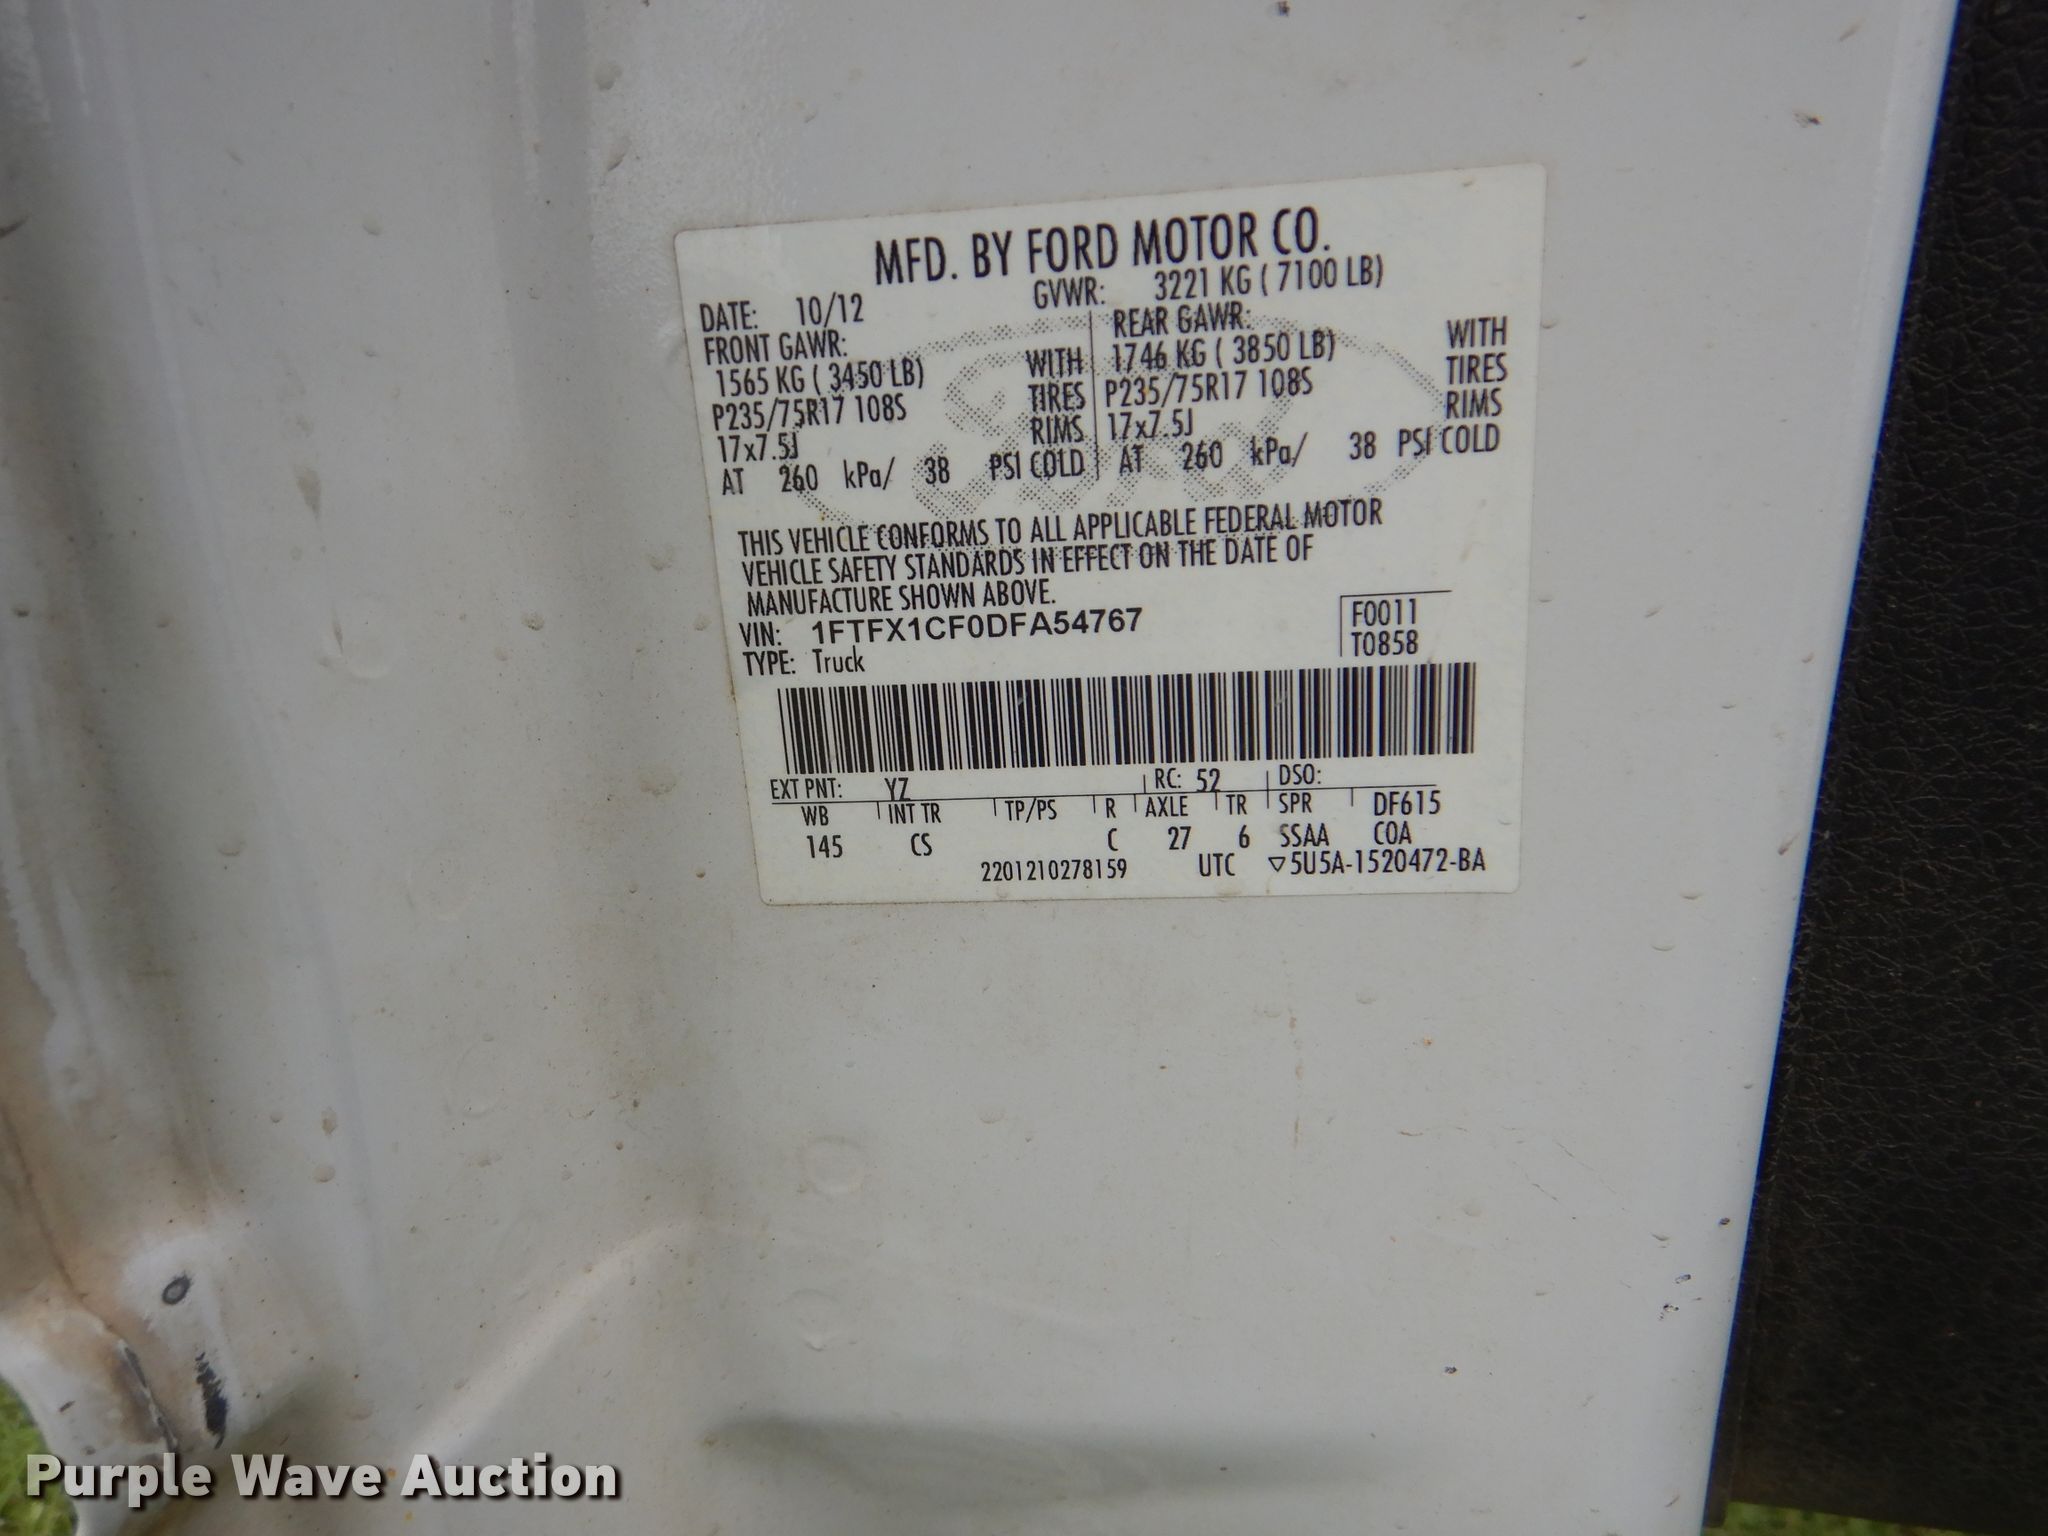 MFD. BY FORD MOTOR CO.
DATE: 10/12 GVWR: 3221 KG ( 7100 LB)
FRONT GAWR: REAR GAWR:
1565 KG ( 3450 LB) WITH 1746 KG ( 3850 LB) WITH
P235/75R17 108S TIRES P235/75R17 108S TIRES
17x7.5J RIMS 17x7.5J RIMS
AT 260 kPa/ 38 PSI COLD AT 260 kPa/ 38 PSI COLD
THIS VEHICLE CONFORMS TO ALL APPLICABLE FEDERAL MOTOR
VEHICLE SAFETY STANDARDS IN EFFECT ON THE DATE OF
MANUFACTURE SHOWN ABOVE.
VIN: 1FTFX1CF0DFA54767 F0011
TYPE: Truck T0858
EXT PNT: YZ RC: 52 DSO:
WB INT TR TP/PS R AXLE TR SPR DF615
145 CS C 27 6 SSAA COA
2201210278159 UTC ▽5U5A-1520472-BA
Purple Wave Auction